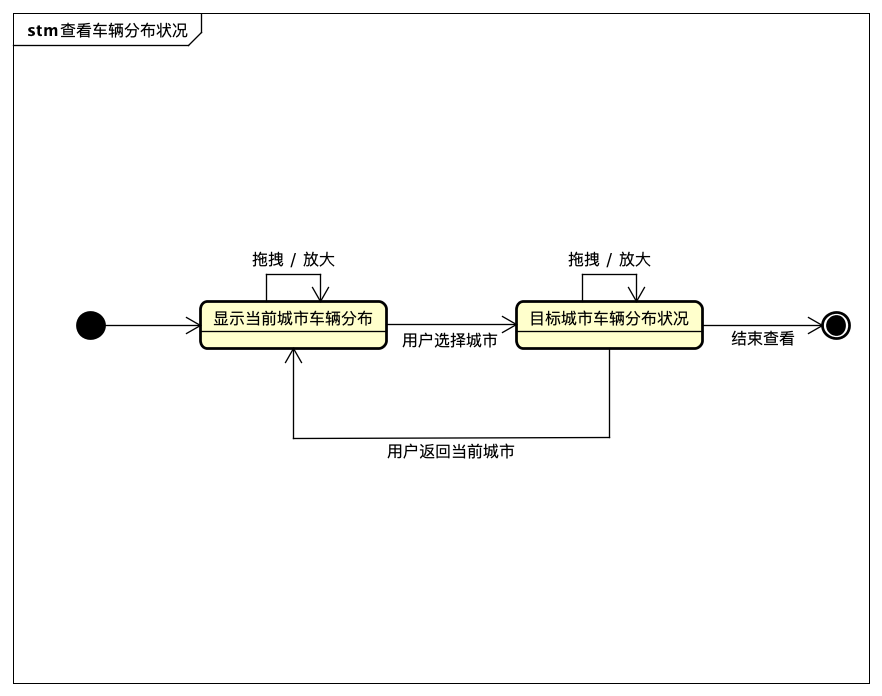 stm 查看车辆分布状况
拖拽 / 放大
拖拽 / 放大
显示当前城市车辆分布
目标城市车辆分布状况
用户选择城市
结束查看
用户返回当前城市